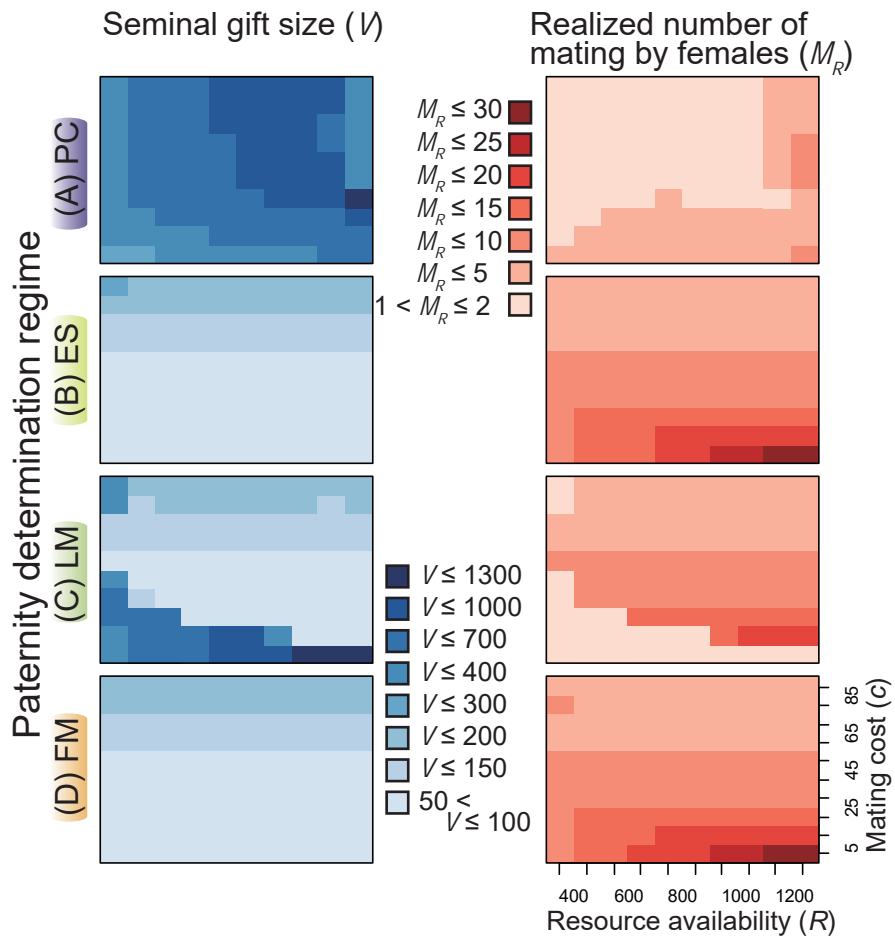 Seminal gift size (V)
Realized number of
mating by females (M_R)
Paternity determination regime
(A) PC
(B) ES
(C) LM
(D) FM
M_R ≤ 30
M_R ≤ 25
M_R ≤ 20
M_R ≤ 15
M_R ≤ 10
M_R ≤ 5
1 < M_R ≤ 2
V ≤ 1300
V ≤ 1000
V ≤ 700
V ≤ 400
V ≤ 300
V ≤ 200
V ≤ 150
50 <
V ≤ 100
85
65
45
25
5
Mating cost (c)
400 600 800 1000 1200
Resource availability (R)